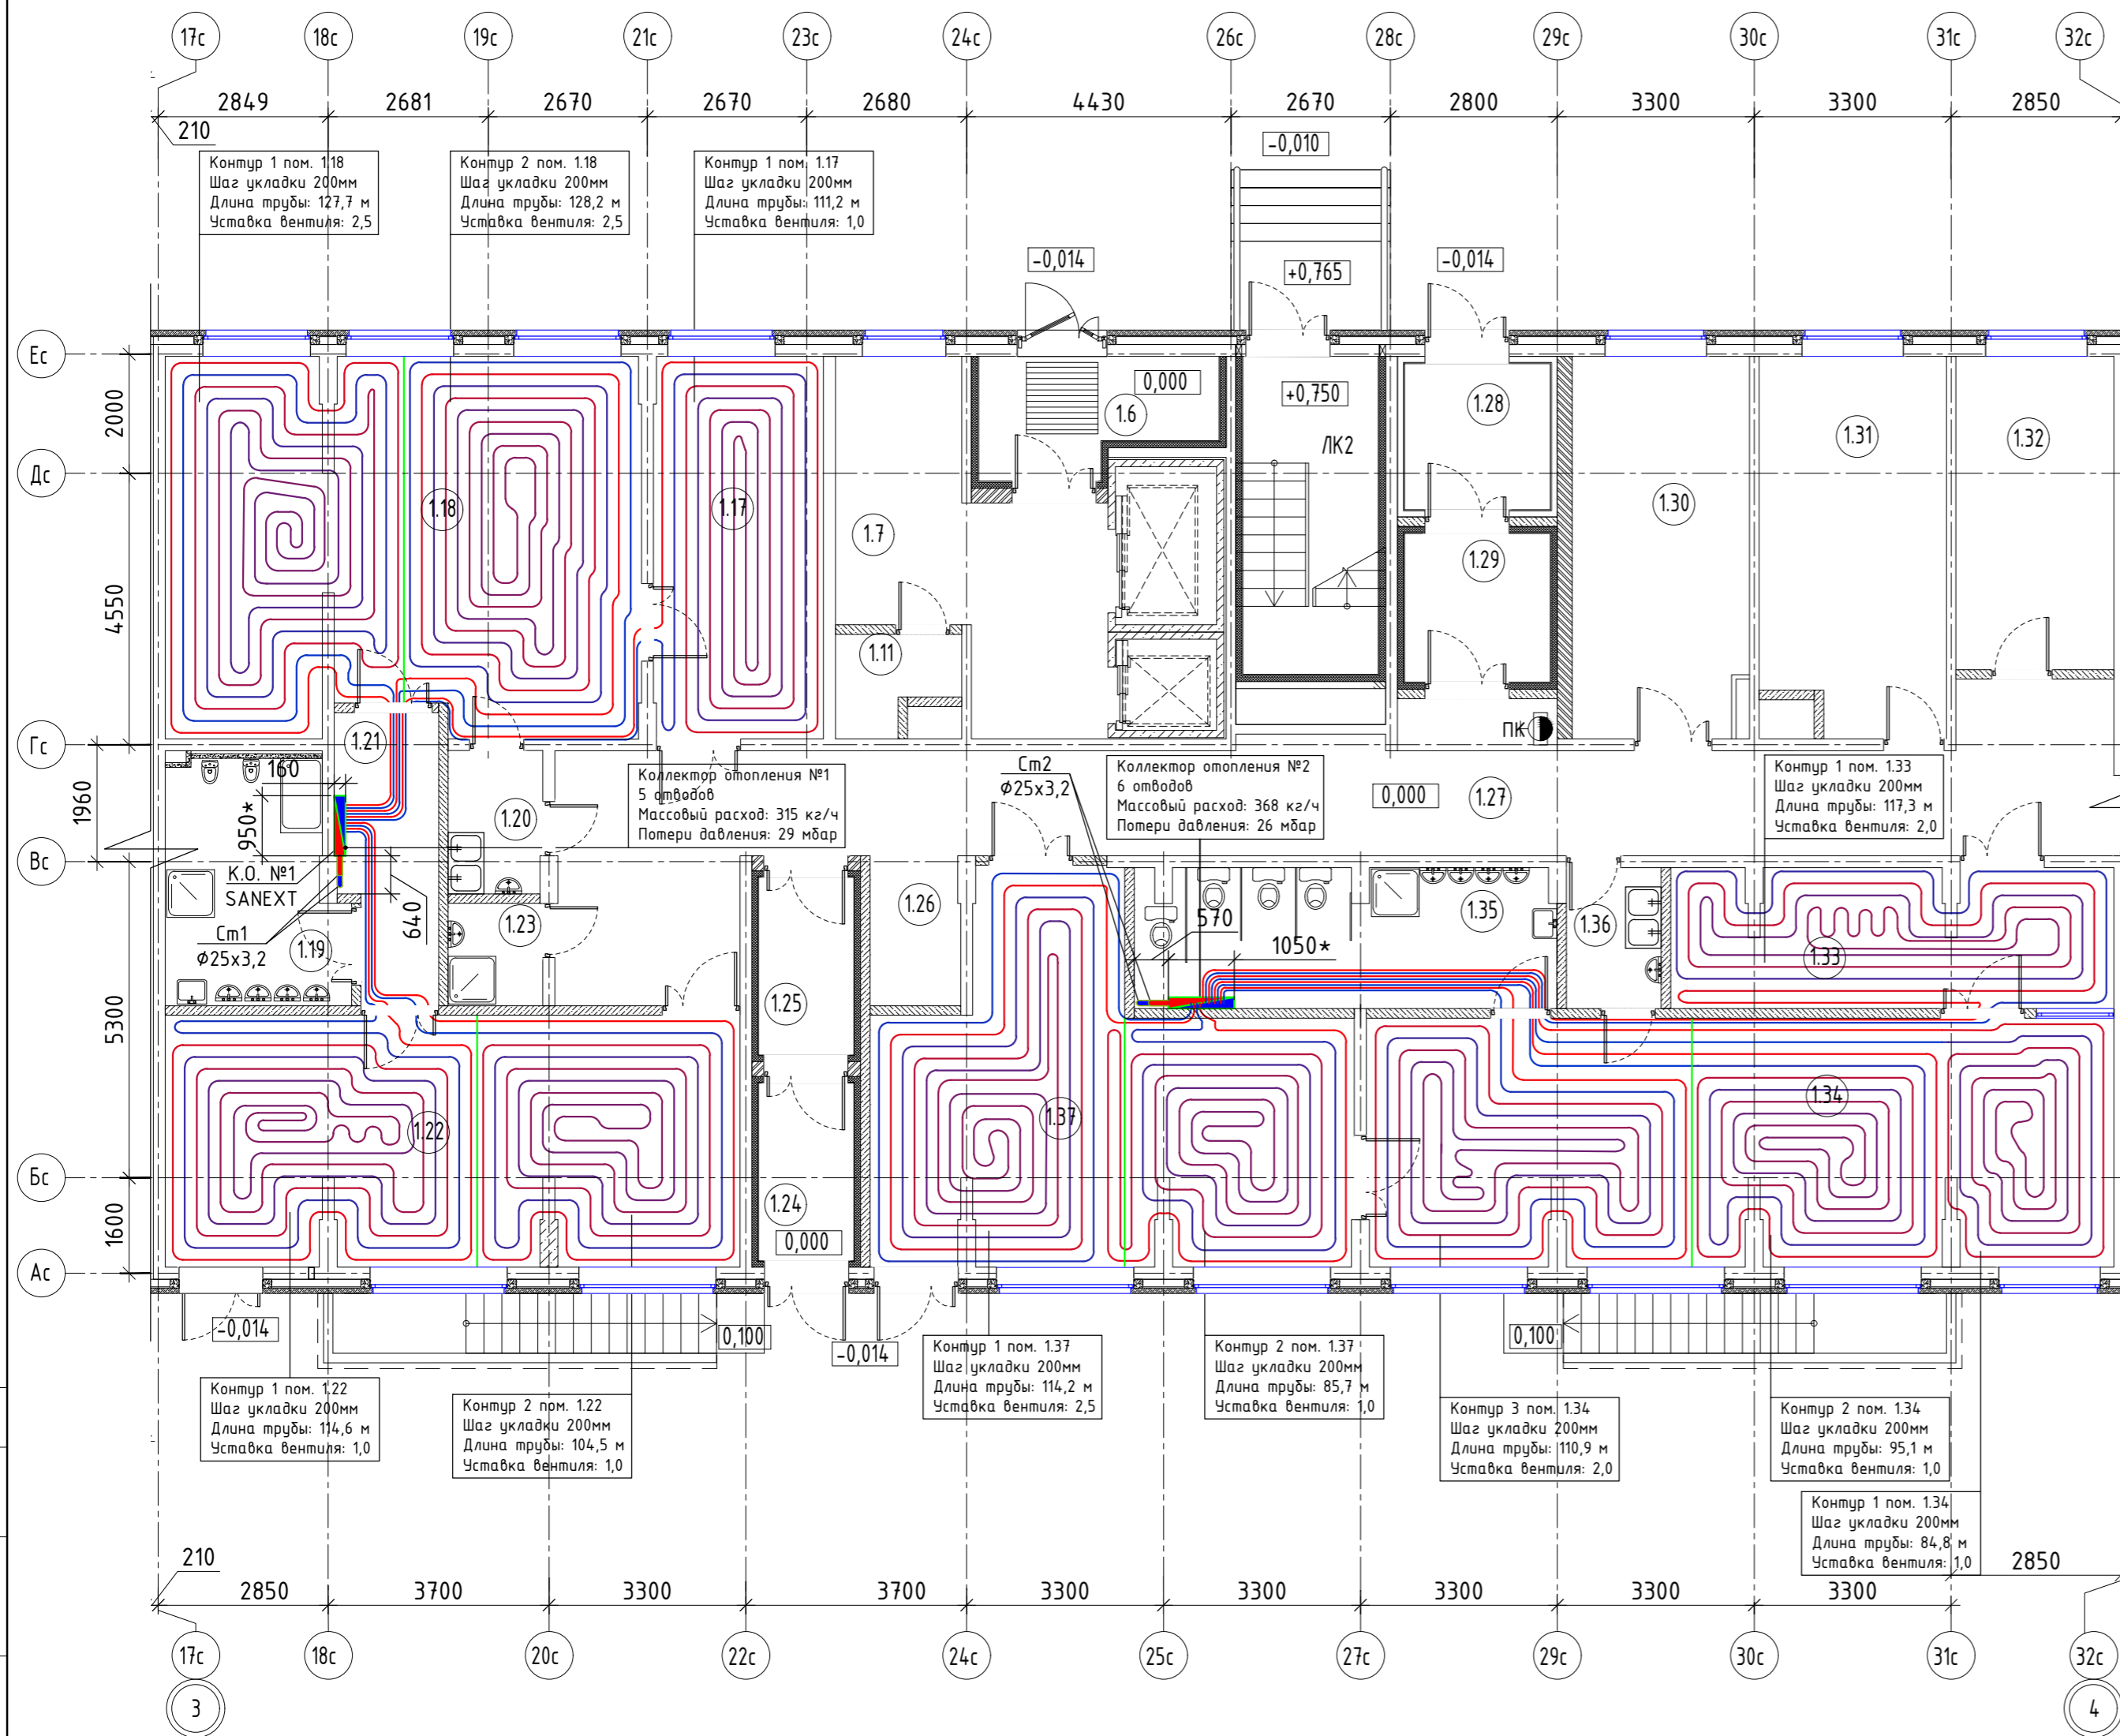 17с 18с 19с 21с 23с 24с 26с 28с 29с 30с 31с 32с
2849 2681 2670 2670 2680 4430 2670 2800 3300 3300 2850
210
-0,010
Контур 1 пом. 1.18
Шаг укладки 200мм
Длина трубы: 127,7 м
Уставка вентиля: 2,5
Контур 2 пом. 1.18
Шаг укладки 200мм
Длина трубы: 128,2 м
Уставка вентиля: 2,5
Контур 1 пом. 1.17
Шаг укладки 200мм
Длина трубы: 111,2 м
Уставка вентиля: 1,0
-0,014
+0,765
-0,014
Ес
2000
0,000
+0,750
1.6
1.28
1.31
1.32
ЛК2
Дс
1.18
1.17
1.7
1.30
1.29
4550
1.11
Гс
1.21
ПК
160
1960
950*
1.20
Коллектор отопления №1
5 отводов
Массовый расход: 315 кг/ч
Потери давления: 29 мбар
Ст2
Ф25х3,2
Коллектор отопления №2
6 отводов
Массовый расход: 368 кг/ч
Потери давления: 26 мбар
0,000
1.27
Контур 1 пом. 1.33
Шаг укладки 200мм
Длина трубы: 117,3 м
Уставка вентиля: 2,0
Вс
К.О. №1
SANEXT
640
Ст1
Ф25х3,2
1.19
1.23
1.26
570
1050*
1.35
1.36
1.33
5300
1.25
1.22
1.37
1.34
Бс
1600
1.24
0,000
Ас
-0,014
0,100
-0,014
0,100
Контур 1 пом. 1.22
Шаг укладки 200мм
Длина трубы: 114,6 м
Уставка вентиля: 1,0
Контур 2 пом. 1.22
Шаг укладки 200мм
Длина трубы: 104,5 м
Уставка вентиля: 1,0
Контур 1 пом. 1.37
Шаг укладки 200мм
Длина трубы: 114,2 м
Уставка вентиля: 2,5
Контур 2 пом. 1.37
Шаг укладки 200мм
Длина трубы: 85,7 м
Уставка вентиля: 1,0
Контур 3 пом. 1.34
Шаг укладки 200мм
Длина трубы: 110,9 м
Уставка вентиля: 2,0
Контур 2 пом. 1.34
Шаг укладки 200мм
Длина трубы: 95,1 м
Уставка вентиля: 1,0
Контур 1 пом. 1.34
Шаг укладки 200мм
Длина трубы: 84,8 м
Уставка вентиля: 1,0
210
2850 3700 3300 3700 3300 3300 3300 3300 3300 2850
17с 18с 20с 22с 24с 25с 27с 29с 30с 31с 32с
3 4